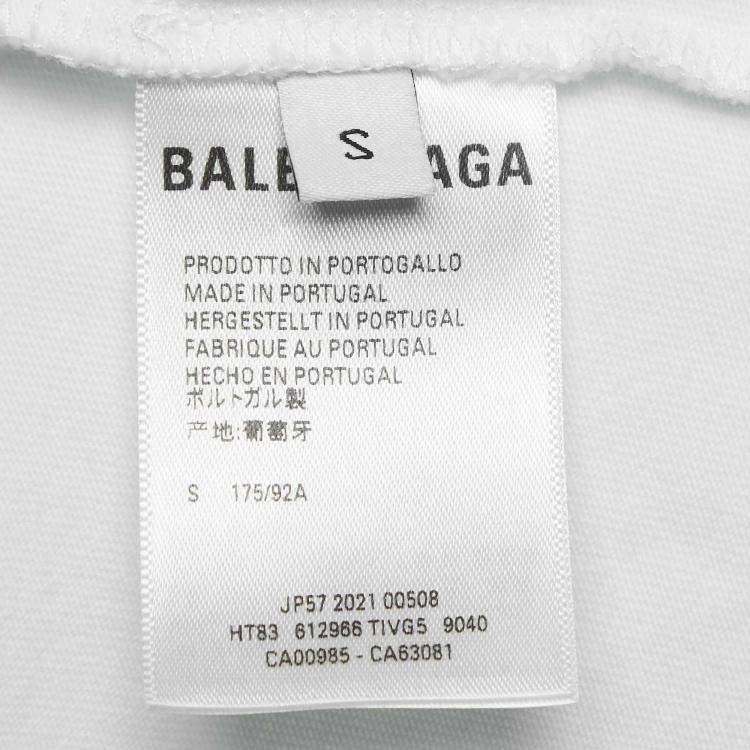 S
BALE AGA
PRODOTTO IN PORTOGALLO
MADE IN PORTUGAL
HERGESTELLT IN PORTUGAL
FABRIQUE AU PORTUGAL
HECHO EN PORTUGAL
ポルトガル製
产地:葡萄牙
S 175/92A
JP57 2021 00508
HT83 612966 TIVG5 9040
CA00985 - CA63081